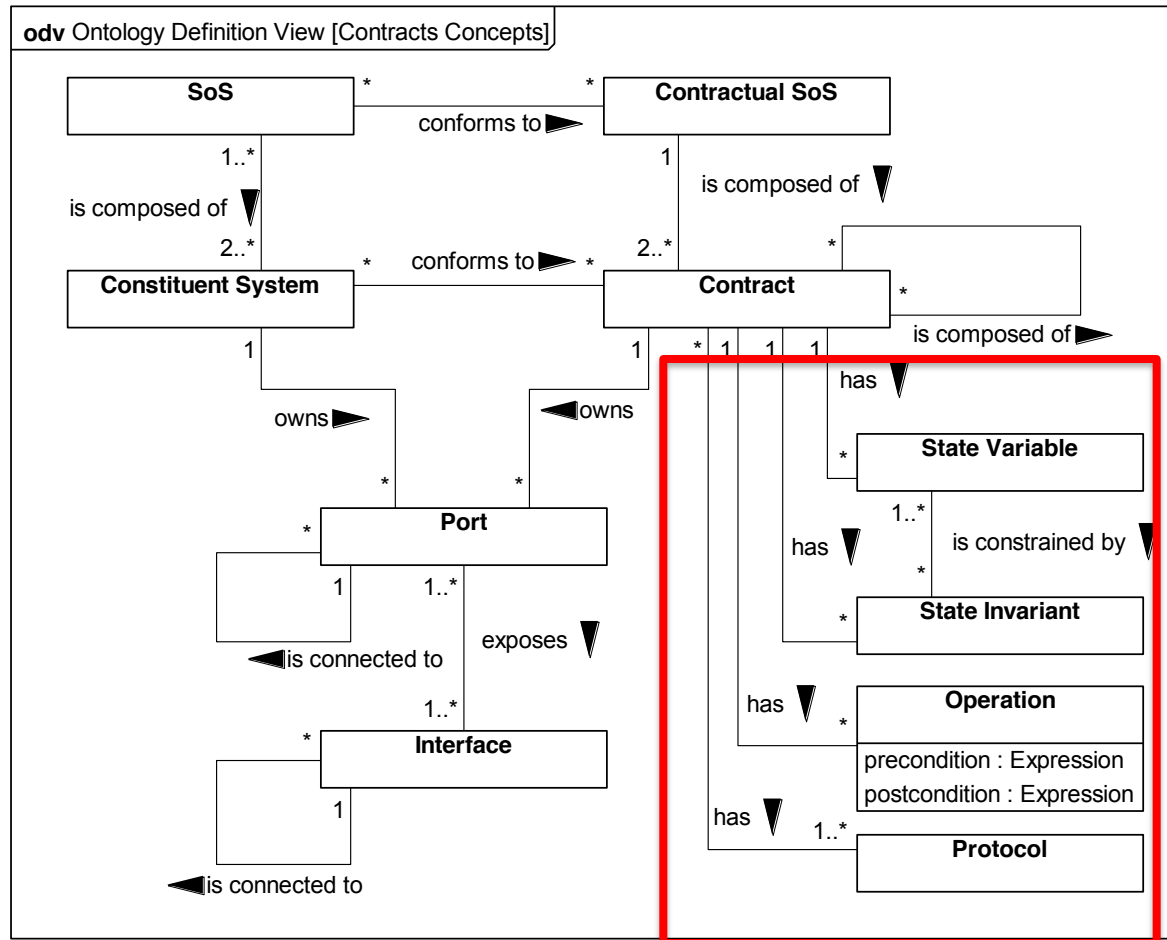 odv Ontology Definition View [Contracts Concepts]
SoS
*
*
Contractual SoS
conforms to
1..*
1
is composed of
is composed of
2..*
*
conforms to
*
2..*
*
*
Constituent System
Contract
is composed of
1
1
*
1
1
1
has
owns
owns
*
State Variable
*
*
1..*
Port
*
has
is constrained by
1
1..*
*
State Invariant
*
exposes
is connected to
has
Operation
*
1..*
precondition : Expression
postcondition : Expression
*
Interface
1
has
1..*
Protocol
is connected to